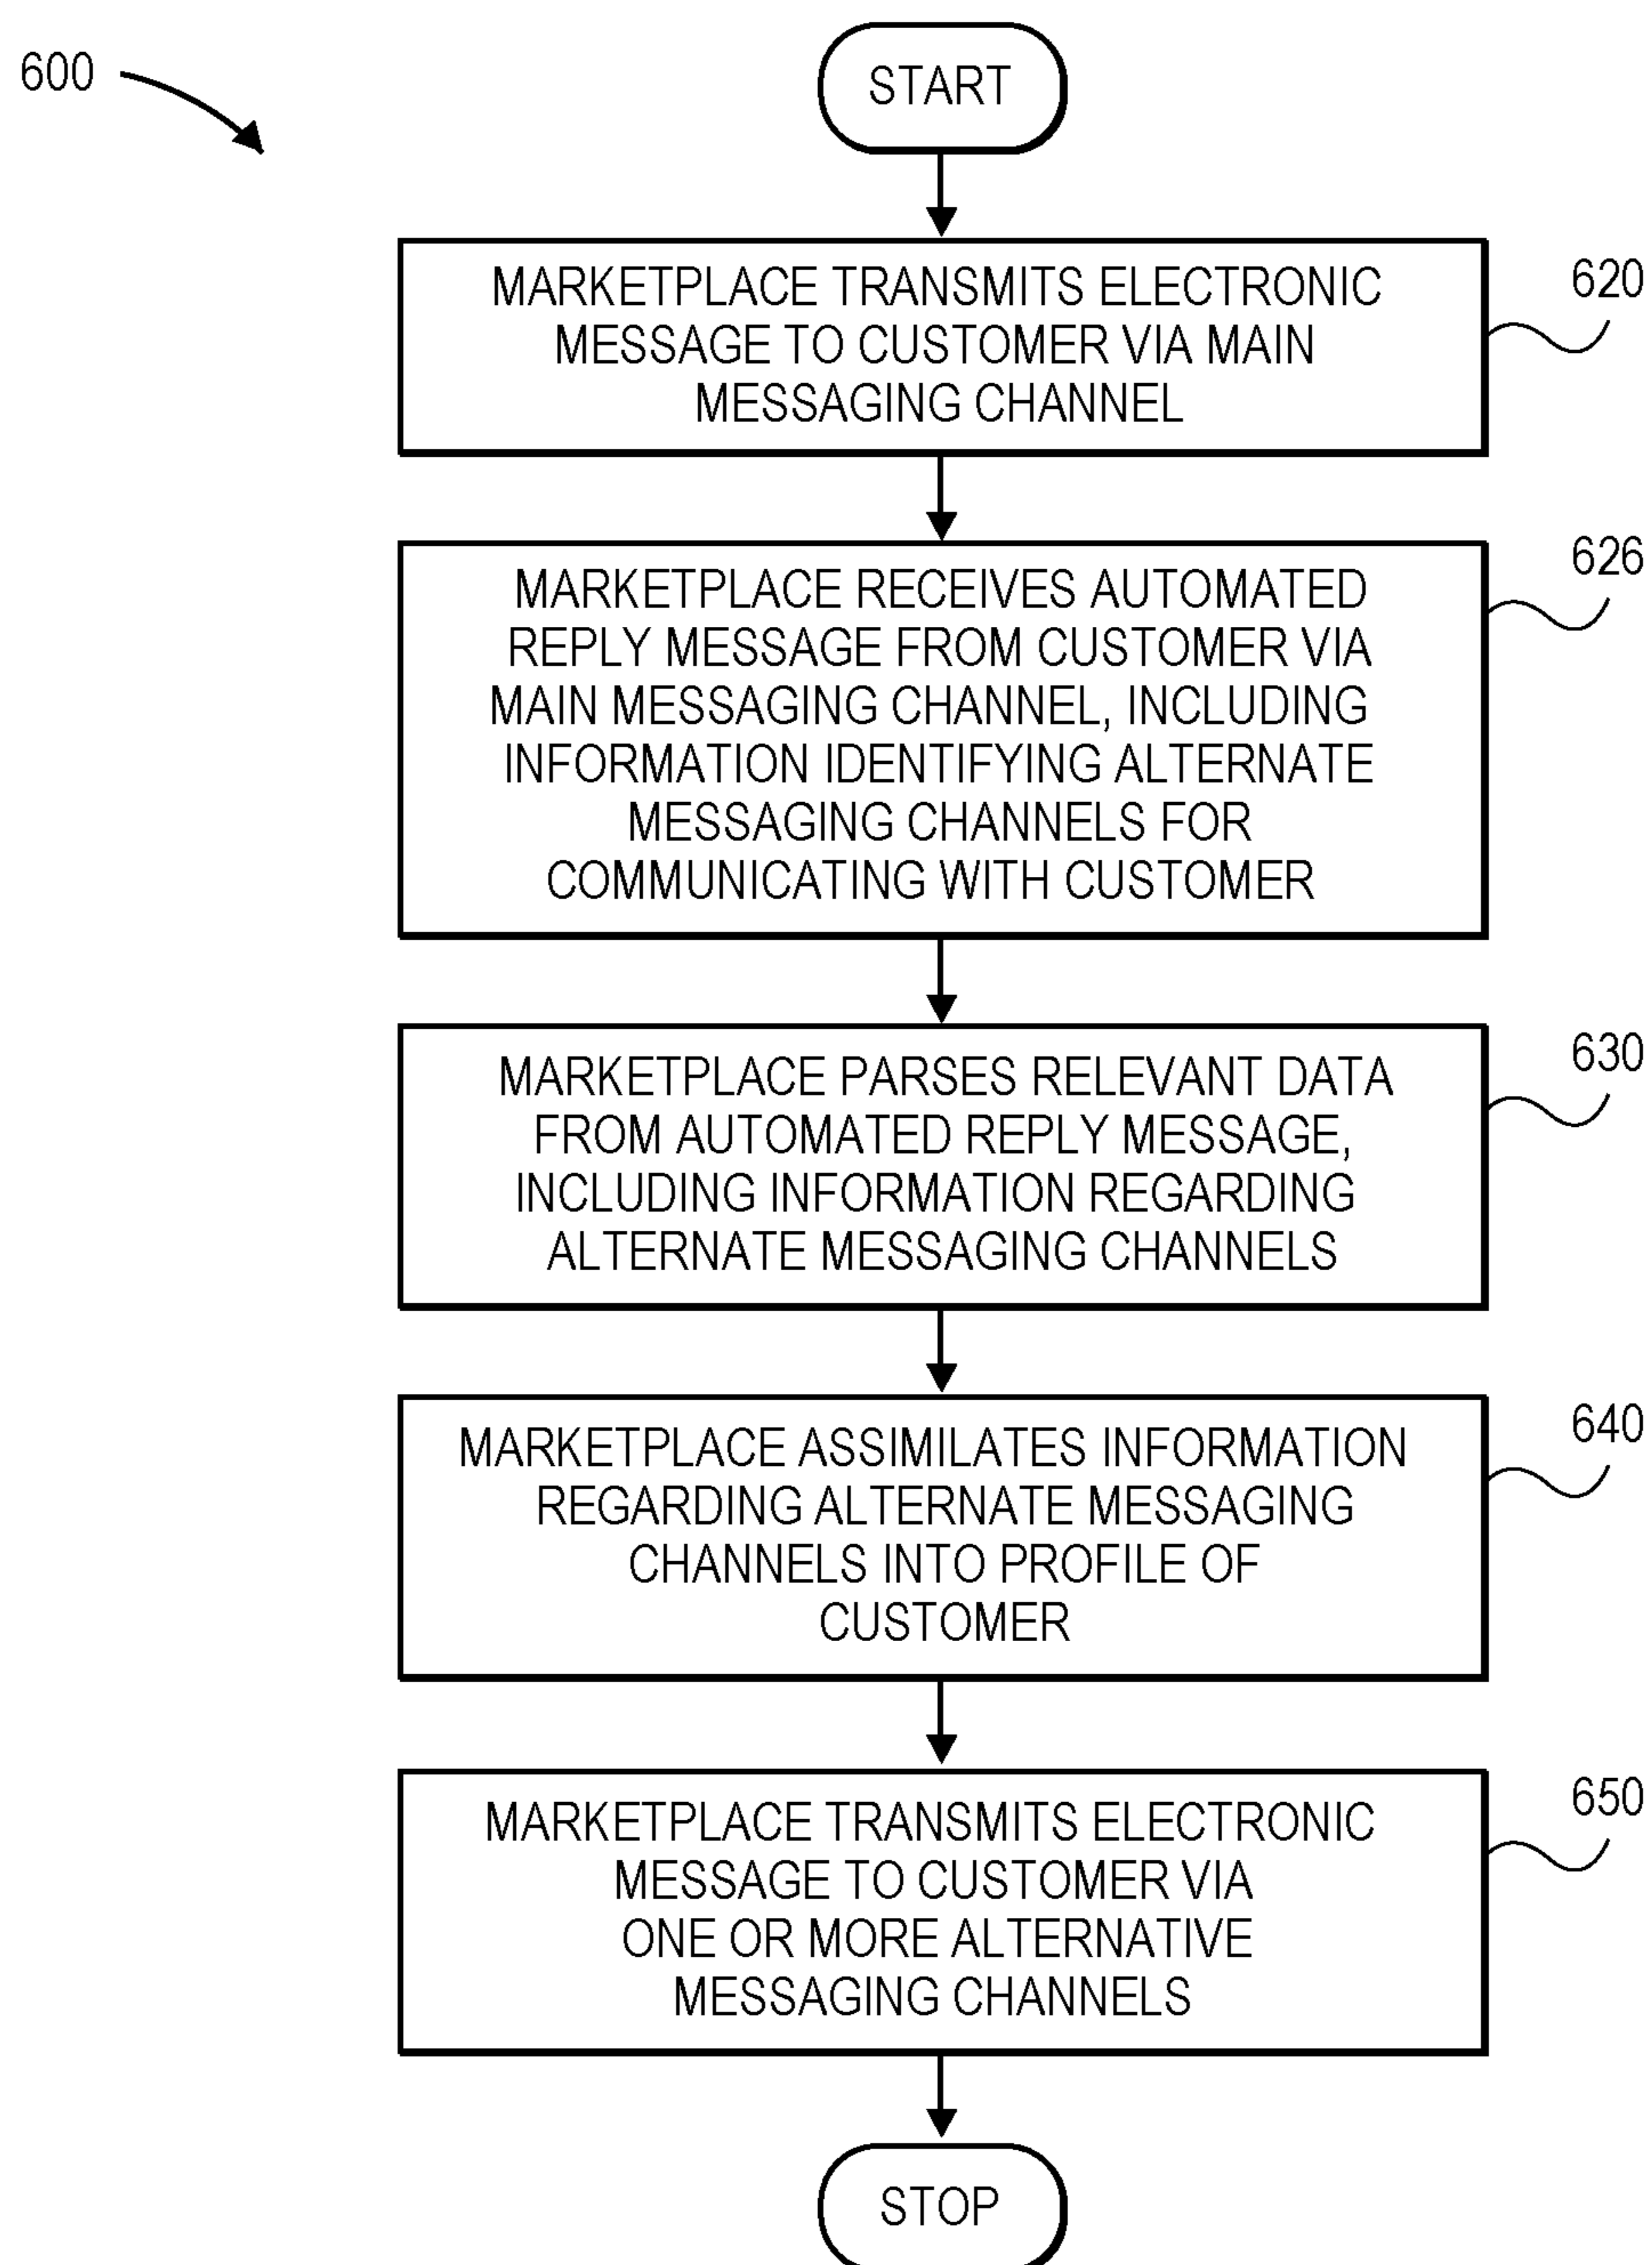 600
START
MARKETPLACE TRANSMITS ELECTRONIC
MESSAGE TO CUSTOMER VIA MAIN
MESSAGING CHANNEL
620
MARKETPLACE RECEIVES AUTOMATED
REPLY MESSAGE FROM CUSTOMER VIA
MAIN MESSAGING CHANNEL, INCLUDING
INFORMATION IDENTIFYING ALTERNATE
MESSAGING CHANNELS FOR
COMMUNICATING WITH CUSTOMER
626
MARKETPLACE PARSES RELEVANT DATA
FROM AUTOMATED REPLY MESSAGE,
INCLUDING INFORMATION REGARDING
ALTERNATE MESSAGING CHANNELS
630
MARKETPLACE ASSIMILATES INFORMATION
REGARDING ALTERNATE MESSAGING
CHANNELS INTO PROFILE OF
CUSTOMER
640
MARKETPLACE TRANSMITS ELECTRONIC
MESSAGE TO CUSTOMER VIA
ONE OR MORE ALTERNATIVE
MESSAGING CHANNELS
650
STOP